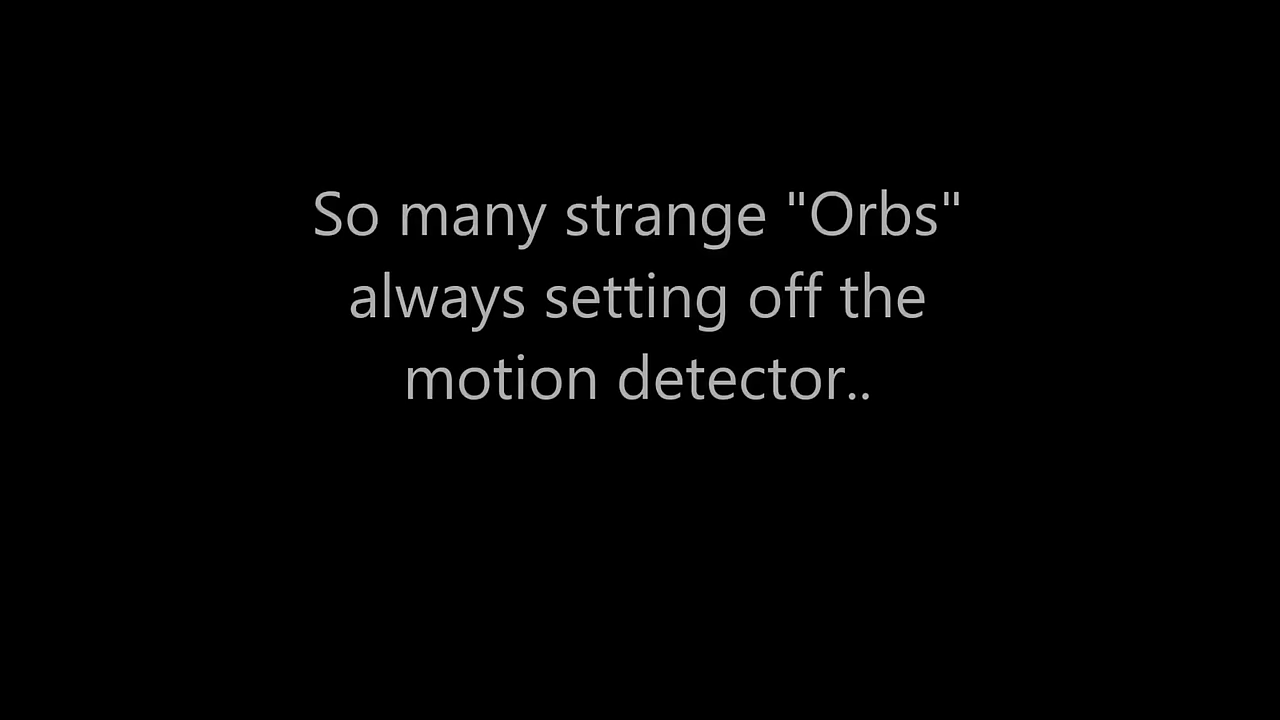 So many strange "Orbs"
always setting off the
motion detector..